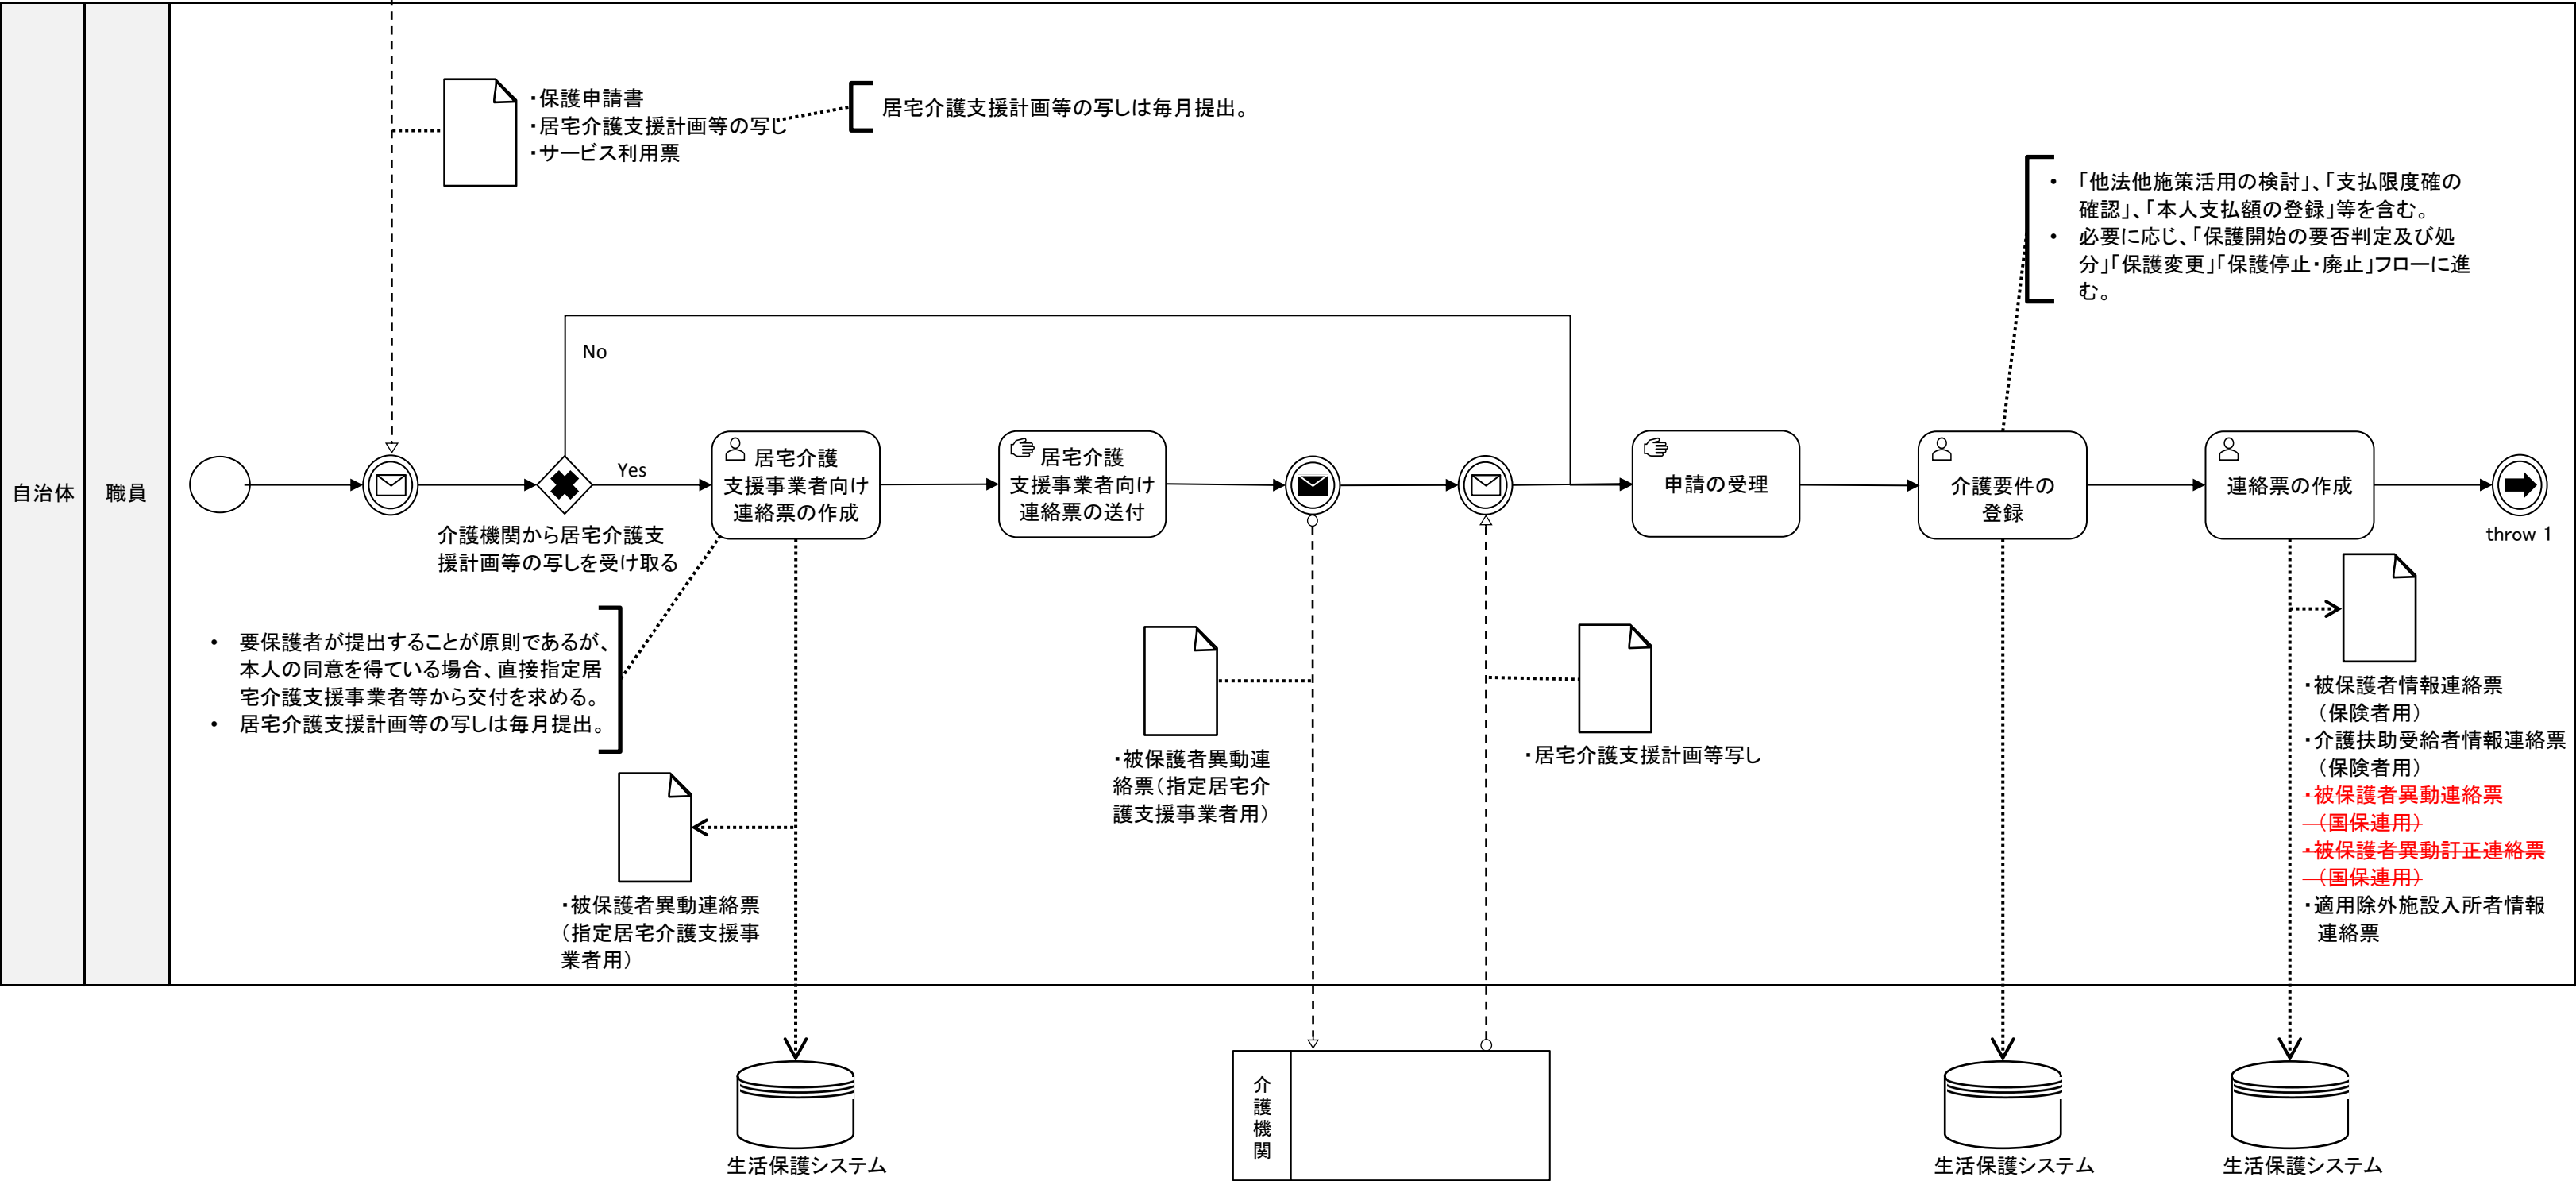 自治体
職員
・保護申請書
・居宅介護支援計画等の写し
・サービス利用票
居宅介護支援計画等の写しは毎月提出。
• 「他法他施策活用の検討」、「支払限度確の
確認」、「本人支払額の登録」等を含む。
• 必要に応じ、「保護開始の要否判定及び処
分」「保護変更」「保護停止・廃止」フローに進
む。
No
Yes
介護機関から居宅介護支
援計画等の写しを受け取る
居宅介護
支援事業者向け
連絡票の作成
居宅介護
支援事業者向け
連絡票の送付
申請の受理
介護要件の
登録
連絡票の作成
throw 1
• 要保護者が提出することが原則であるが、
本人の同意を得ている場合、直接指定居
宅介護支援事業者等から交付を求める。
• 居宅介護支援計画等の写しは毎月提出。
・被保護者異動連絡票
（指定居宅介護支援事
業者用）
・被保護者異動連
絡票（指定居宅介
護支援事業者用）
・居宅介護支援計画等写し
・被保護者情報連絡票
（保険者用）
・介護扶助受給者情報連絡票
（保険者用）
・被保護者異動連絡票
（国保連用）
・被保護者異動訂正連絡票
（国保連用）
・適用除外施設入所者情報
連絡票
生活保護システム
介護機関
生活保護システム
生活保護システム